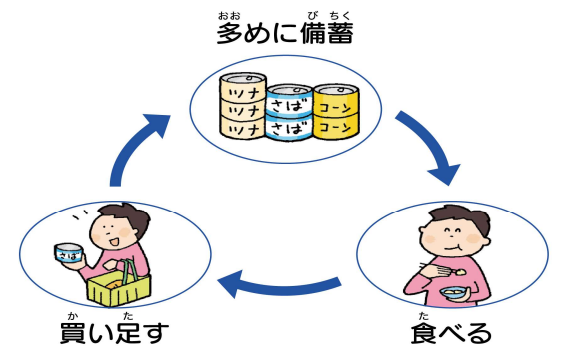 おお び ちく
多めに備蓄
ツナ さば コーン
ツナ さば コーン
ツナ
さば
か た
買い足す
た
食べる